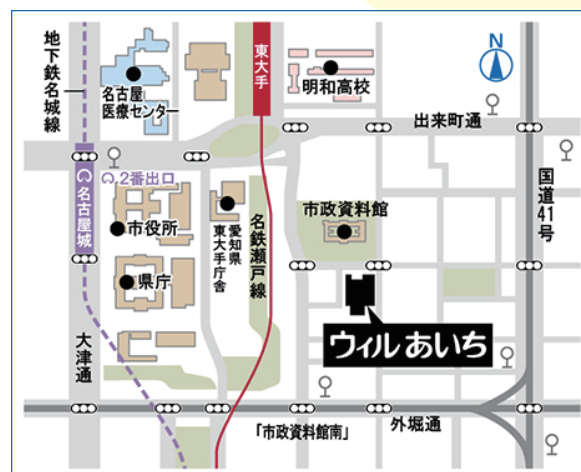 地下鉄名城線
名古屋
医療センター
東大手
明和高校
N
出来町通
国道41号
2番出口
名古屋城
市役所
愛知県
東大手庁舎
名鉄瀬戸線
市政資料館
県庁
ウィルあいち
大津通
「市政資料館南」
外堀通